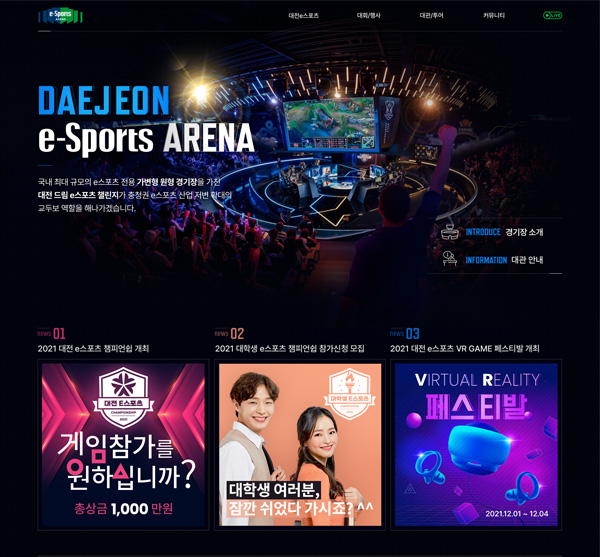 e-Sports
ARENA
대전e스포츠
대회/행사
대관/투어
커뮤니티
LIVE
DAEJEON
e-Sports ARENA
국내 최대 규모의 e스포츠 전용 가변형 원형 경기장을 가진
대전 드림 e스포츠 챌린지가 충청권 e스포츠 산업 저변 확대의
교두보 역할을 해나가겠습니다.
INTRODUCE 경기장 소개
INFORMATION 대관 안내
news 01
2021 대전 e스포츠 챔피언쉽 개최
대전 E스포츠
CHAMPIONSHIP
2021
게임참가를
원하십니까?
총상금 1,000 만원
news 02
2021 대학생 e스포츠 챔피언쉽 참가신청 모집
대학생 E스포츠
CHAMPIONSHIP
대학생 여러분,
잠깐 쉬었다 가시죠? ^^
news 03
2021 대전 e스포츠 VR GAME 페스티발 개최
VIRTUAL REALITY
페스티발
2021.12.01 ~ 12.04